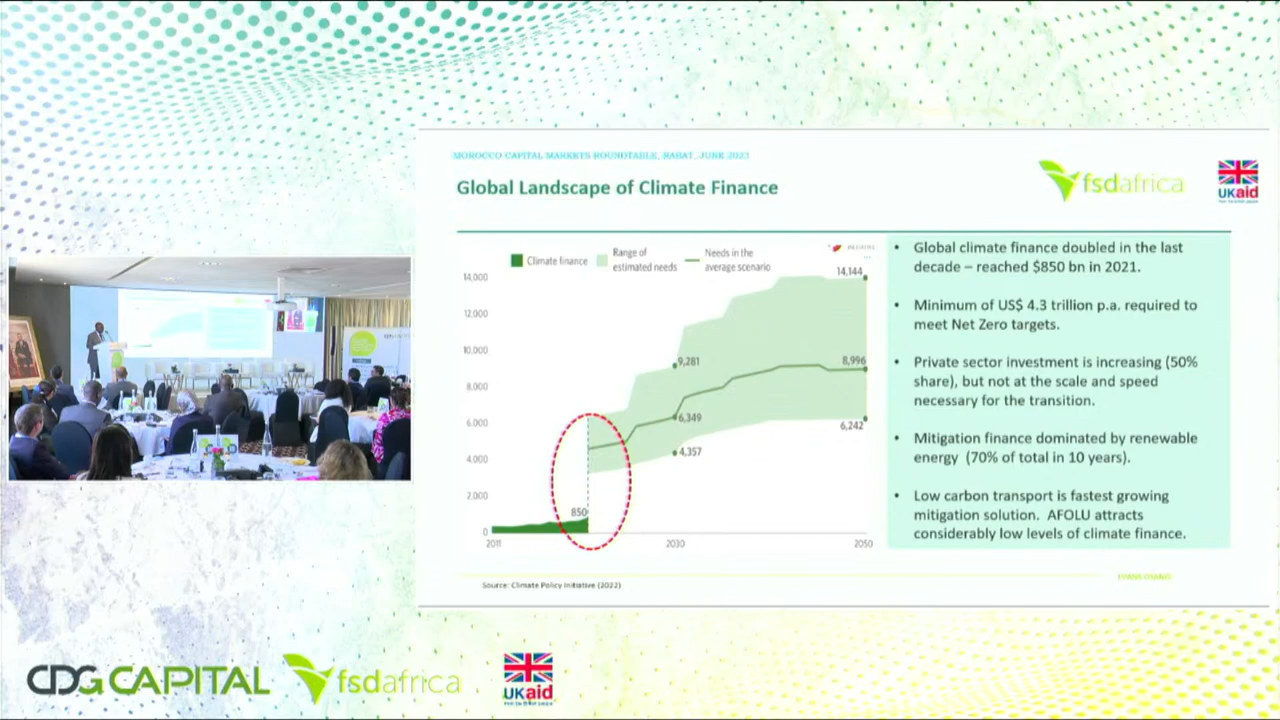 MOROCCO CAPITAL MARKETS ROUNDTABLE, RABAT, JUNE 2023
Global Landscape of Climate Finance
fsdafrica
UKaid
Climate finance
Range of
estimated needs
Needs in the
average scenario
14,000
12,000
10,000
8,000
6,000
4,000
2,000
0
14,144
9,281
8,996
6,349
6,242
4,357
850
2011
2030
2050
• Global climate finance doubled in the last
decade – reached $850 bn in 2021.
• Minimum of US$ 4.3 trillion p.a. required to
meet Net Zero targets.
• Private sector investment is increasing (50%
share), but not at the scale and speed
necessary for the transition.
• Mitigation finance dominated by renewable
energy (70% of total in 10 years).
• Low carbon transport is fastest growing
mitigation solution. AFOLU attracts
considerably low levels of climate finance.
Source: Climate Policy Initiative (2022)
CDG CAPITAL
fsdafrica
UKaid